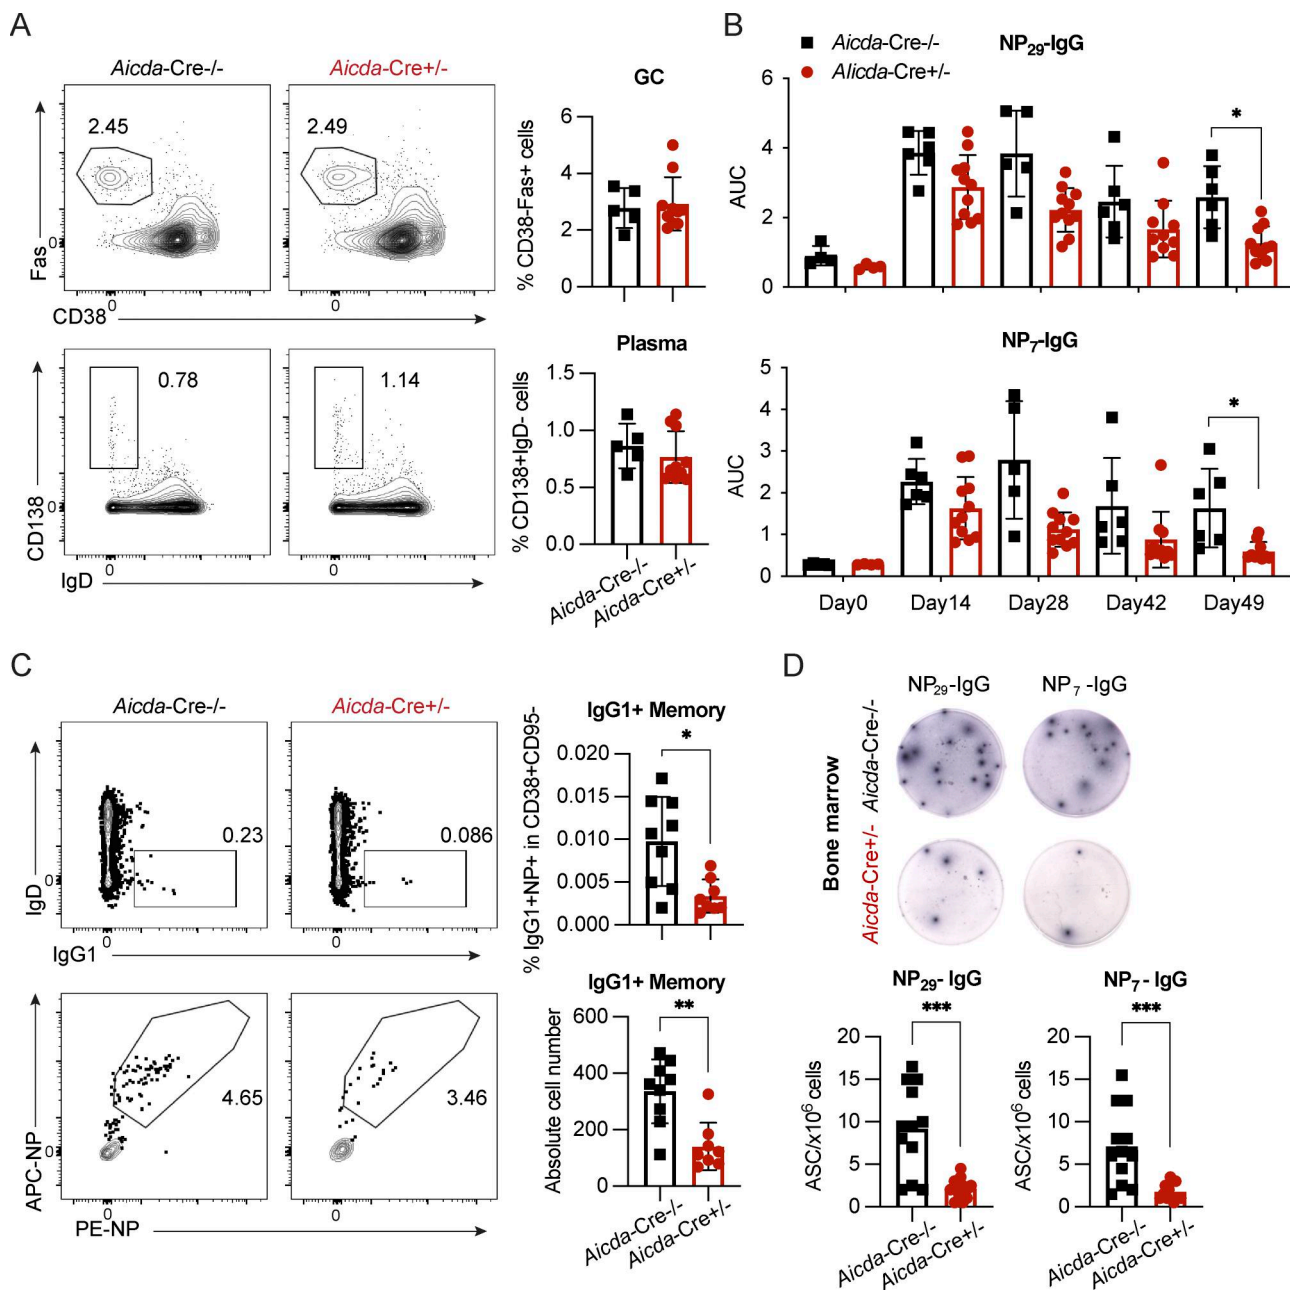 A
Aicda-Cre-/-
Aicda-Cre+/-
2.45
2.49
Fas
0
0
0
CD38
GC
% CD38-Fas+ cells
6
4
2
0
0.78
1.14
CD138
0
0
0
IgD
Plasma
% CD138+IgD- cells
1.5
1.0
0.5
0.0
Aicda-Cre-/-
Aicda-Cre+/-
B
Aicda-Cre-/-
Alicda-Cre+/-
NP29-IgG
AUC
6
4
2
0
*
NP7-IgG
AUC
5
4
3
2
1
0
*
Day0 Day14 Day28 Day42 Day49
C
Aicda-Cre-/-
Aicda-Cre+/-
0.23
0.086
IgD
0
0
0
IgG1
IgG1+ Memory
% IgG1+NP+ in CD38+CD95-
0.020
0.015
0.010
0.005
0.000
*
4.65
3.46
APC-NP
0
0
0
PE-NP
IgG1+ Memory
Absolute cell number
600
400
200
0
**
Aicda-Cre-/-
Aicda-Cre+/-
D
NP29-IgG
NP7 -IgG
Bone marrow
Aicda-Cre-/-
Aicda-Cre+/-
NP29- IgG
ASC/x10⁶ cells
20
15
10
5
0
***
Aicda-Cre-/-
Aicda-Cre+/-
NP7 - IgG
ASC/x10⁶ cells
20
15
10
5
0
***
Aicda-Cre-/-
Aicda-Cre+/-